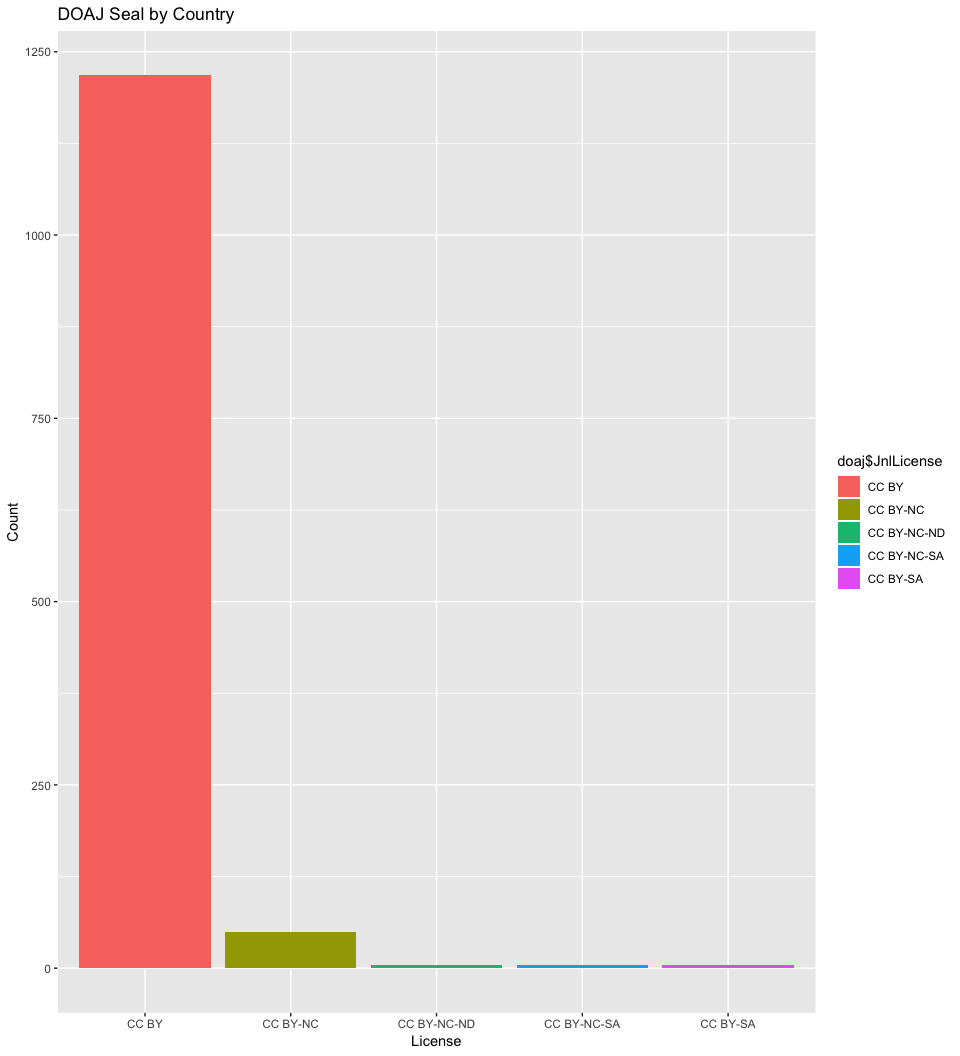 DOAJ Seal by Country
1250
1000
750
500
250
0
Count
CC BY
CC BY-NC
CC BY-NC-ND
CC BY-NC-SA
CC BY-SA
License
doaj$JnlLicense
CC BY
CC BY-NC
CC BY-NC-ND
CC BY-NC-SA
CC BY-SA